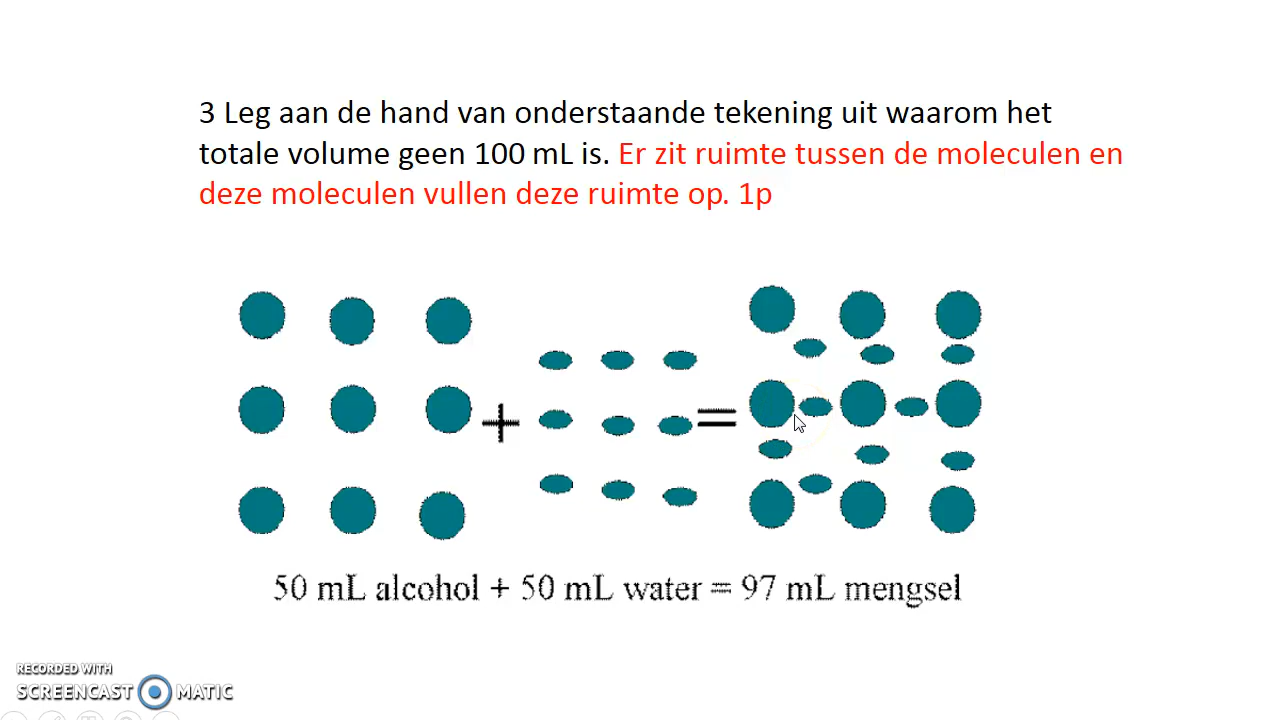 3 Leg aan de hand van onderstaande tekening uit waarom het
totale volume geen 100 mL is. Er zit ruimte tussen de moleculen en
deze moleculen vullen deze ruimte op. 1p
+ =
50 mL alcohol + 50 mL water = 97 mL mengsel
RECORDED WITH
SCREENCAST MATIC